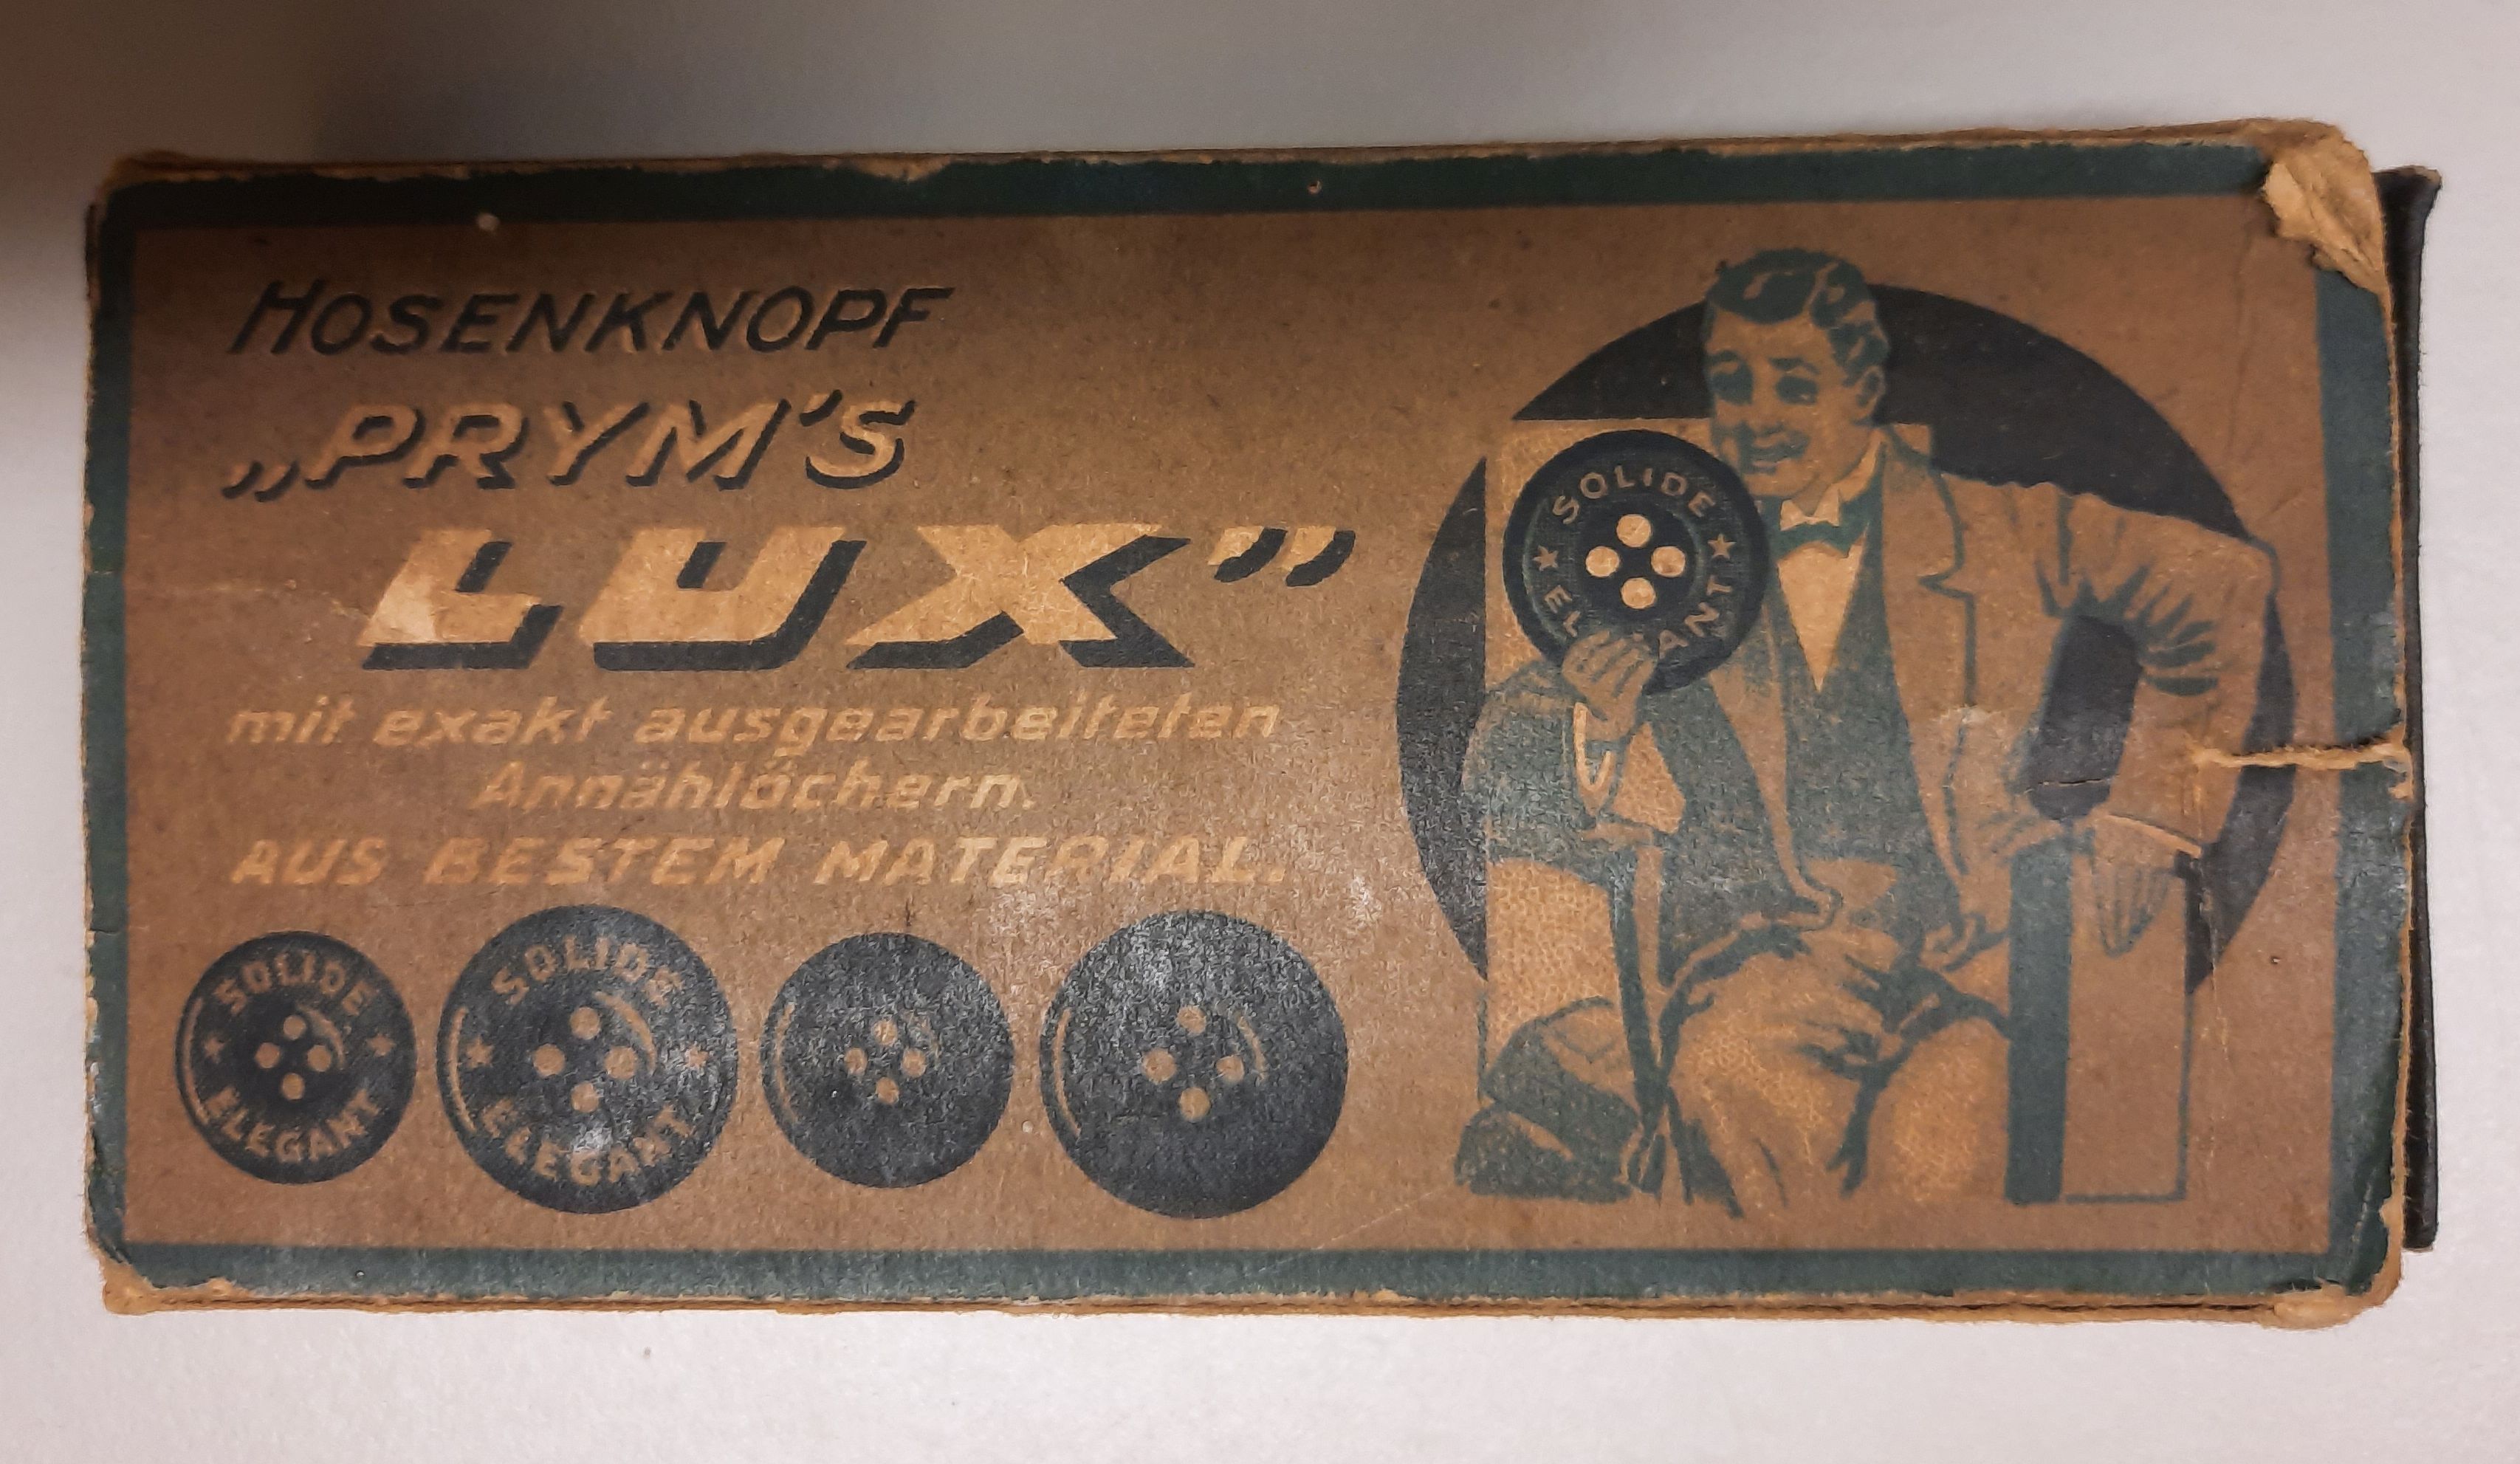 HOSENKNOPF
„PRYM'S
LUX”
mit exakt ausgearbeiteten
Annählöchern.
AUS BESTEM MATERIAL.
SOLIDE
ELEGANT
SOLIDE
ELEGANT
SOLIDE
ELEGANT